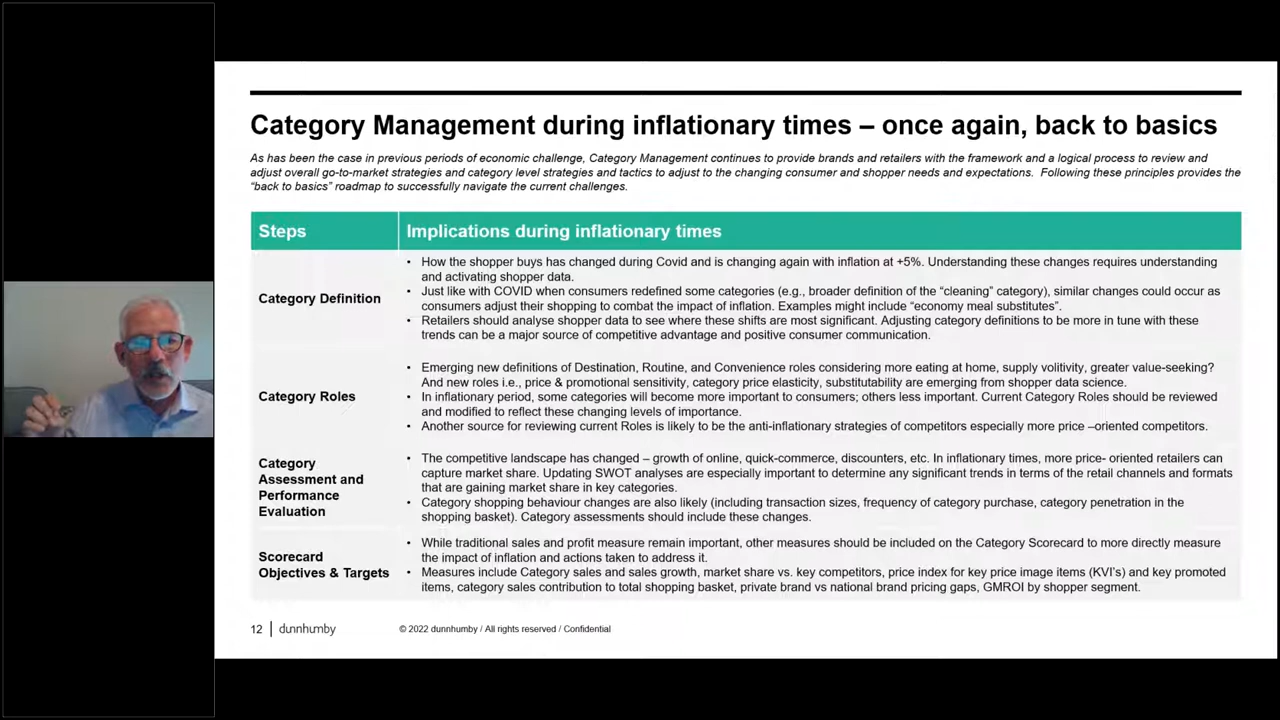 Category Management during inflationary times – once again, back to basics
As has been the case in previous periods of economic challenge, Category Management continues to provide brands and retailers with the framework and a logical process to review and
adjust overall go-to-market strategies and category level strategies and tactics to adjust to the changing consumer and shopper needs and expectations. Following these principles provides the
“back to basics” roadmap to successfully navigate the current challenges.
Steps
Implications during inflationary times
Category Definition
• How the shopper buys has changed during Covid and is changing again with inflation at +5%. Understanding these changes requires understanding
and activating shopper data.
• Just like with COVID when consumers redefined some categories (e.g., broader definition of the “cleaning” category), similar changes could occur as
consumers adjust their shopping to combat the impact of inflation. Examples might include “economy meal substitutes”.
• Retailers should analyse shopper data to see where these shifts are most significant. Adjusting category definitions to be more in tune with these
trends can be a major source of competitive advantage and positive consumer communication.
Category Roles
• Emerging new definitions of Destination, Routine, and Convenience roles considering more eating at home, supply volitivity, greater value-seeking?
And new roles i.e., price & promotional sensitivity, category price elasticity, substitutability are emerging from shopper data science.
• In inflationary period, some categories will become more important to consumers; others less important. Current Category Roles should be reviewed
and modified to reflect these changing levels of importance.
• Another source for reviewing current Roles is likely to be the anti-inflationary strategies of competitors especially more price –oriented competitors.
Category
Assessment and
Performance
Evaluation
• The competitive landscape has changed – growth of online, quick-commerce, discounters, etc. In inflationary times, more price- oriented retailers can
capture market share. Updating SWOT analyses are especially important to determine any significant trends in terms of the retail channels and formats
that are gaining market share in key categories.
• Category shopping behaviour changes are also likely (including transaction sizes, frequency of category purchase, category penetration in the
shopping basket). Category assessments should include these changes.
Scorecard
Objectives & Targets
• While traditional sales and profit measure remain important, other measures should be included on the Category Scorecard to more directly measure
the impact of inflation and actions taken to address it.
• Measures include Category sales and sales growth, market share vs. key competitors, price index for key price image items (KVI's) and key promoted
items, category sales contribution to total shopping basket, private brand vs national brand pricing gaps, GMROI by shopper segment.
12 | dunnhumby © 2022 dunnhumby / All rights reserved / Confidential